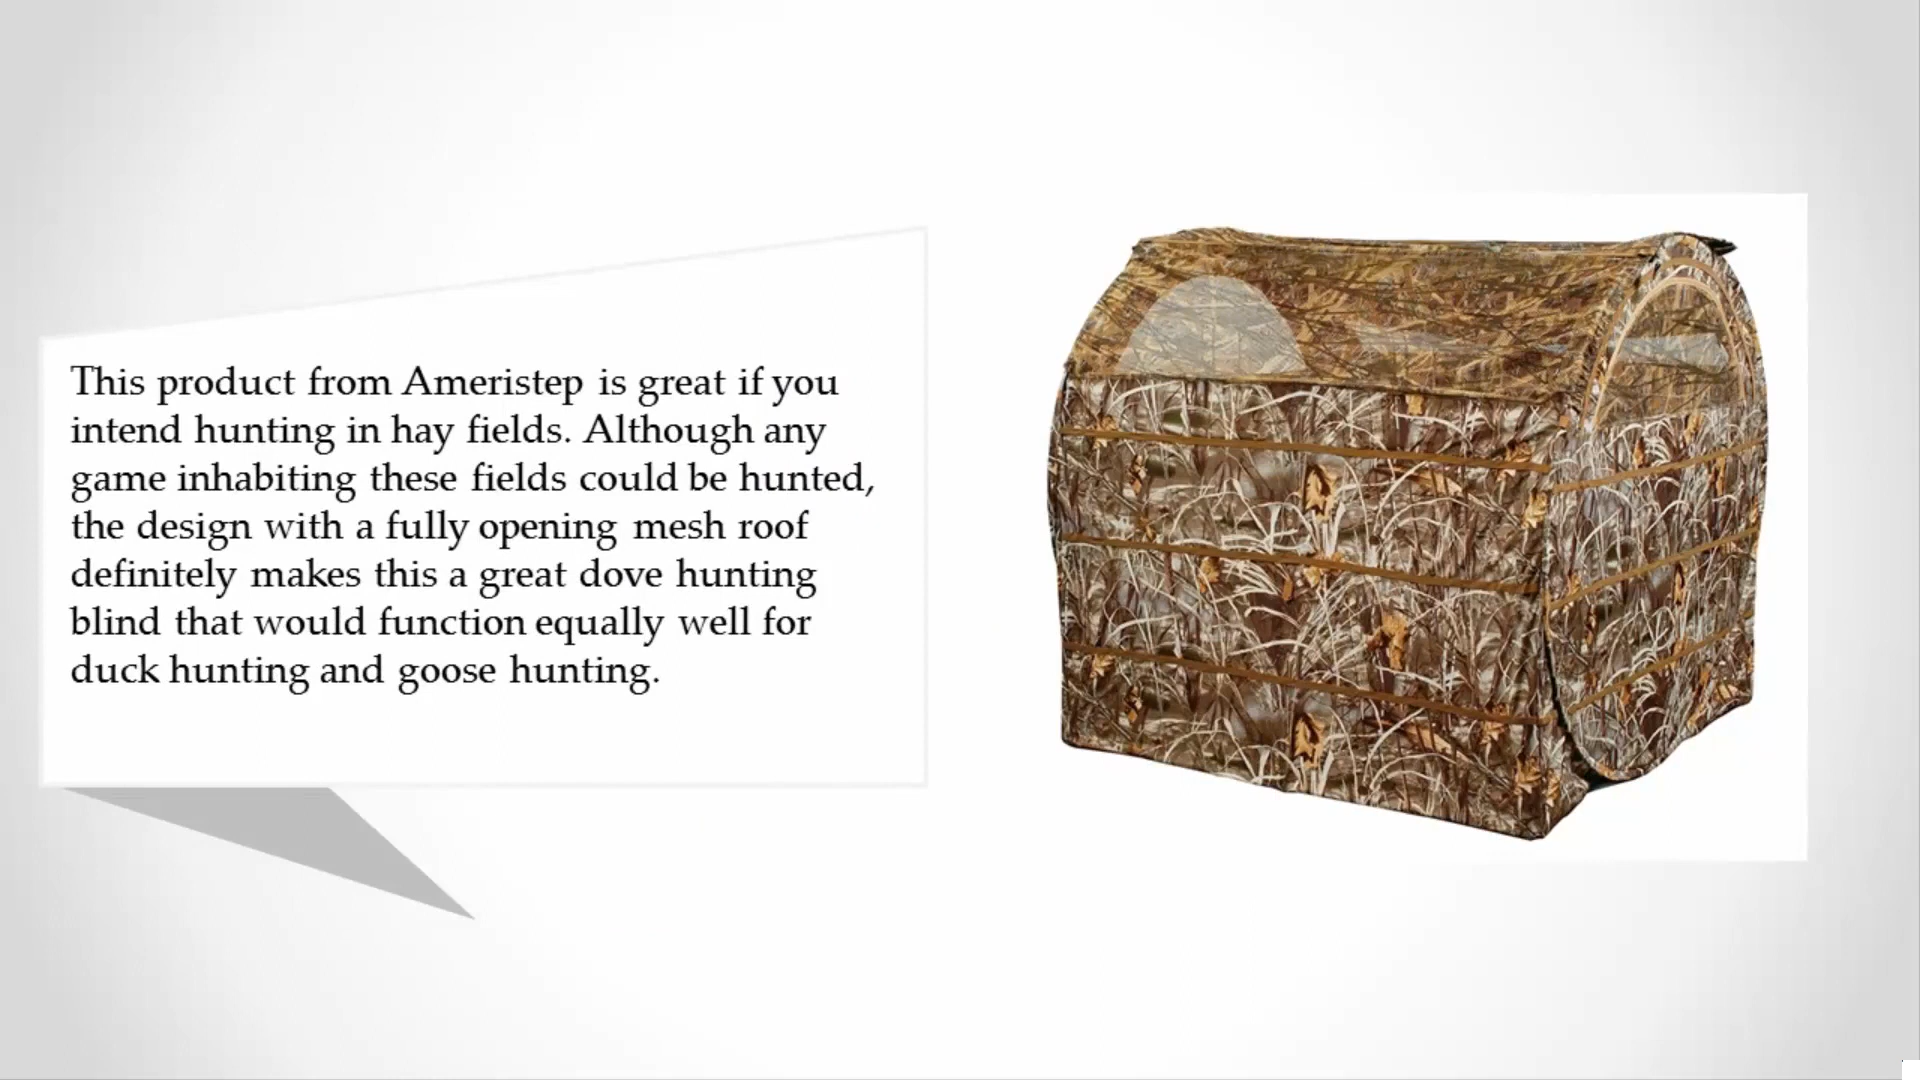 This product from Ameristep is great if you
intend hunting in hay fields. Although any
game inhabiting these fields could be hunted,
the design with a fully opening mesh roof
definitely makes this a great dove hunting
blind that would function equally well for
duck hunting and goose hunting.